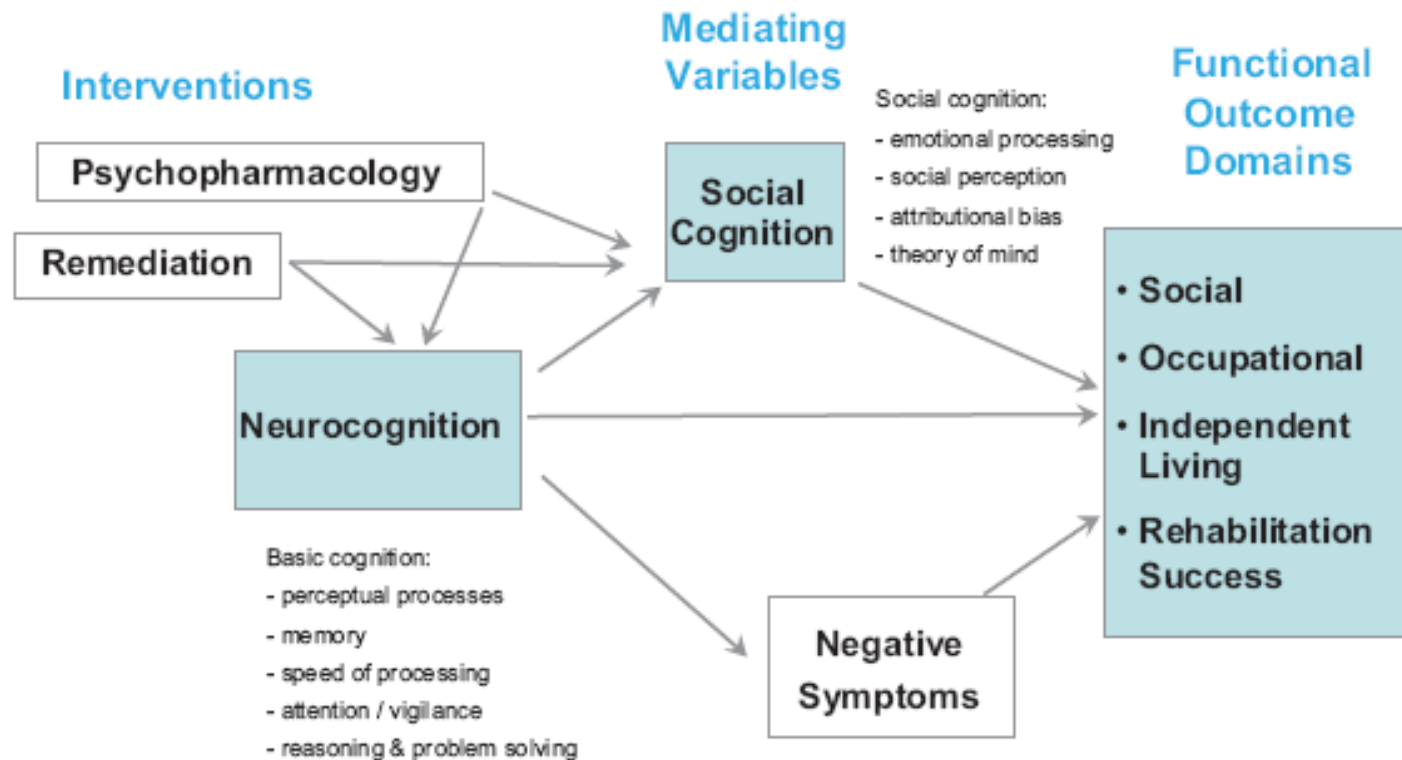 Interventions
Psychopharmacology
Remediation
Neurocognition
Basic cognition:
- perceptual processes
- memory
- speed of processing
- attention / vigilance
- reasoning & problem solving
Mediating
Variables
Social
Cognition
Social cognition:
- emotional processing
- social perception
- attributional bias
- theory of mind
Negative
Symptoms
Functional
Outcome
Domains
• Social
• Occupational
• Independent
Living
• Rehabilitation
Success